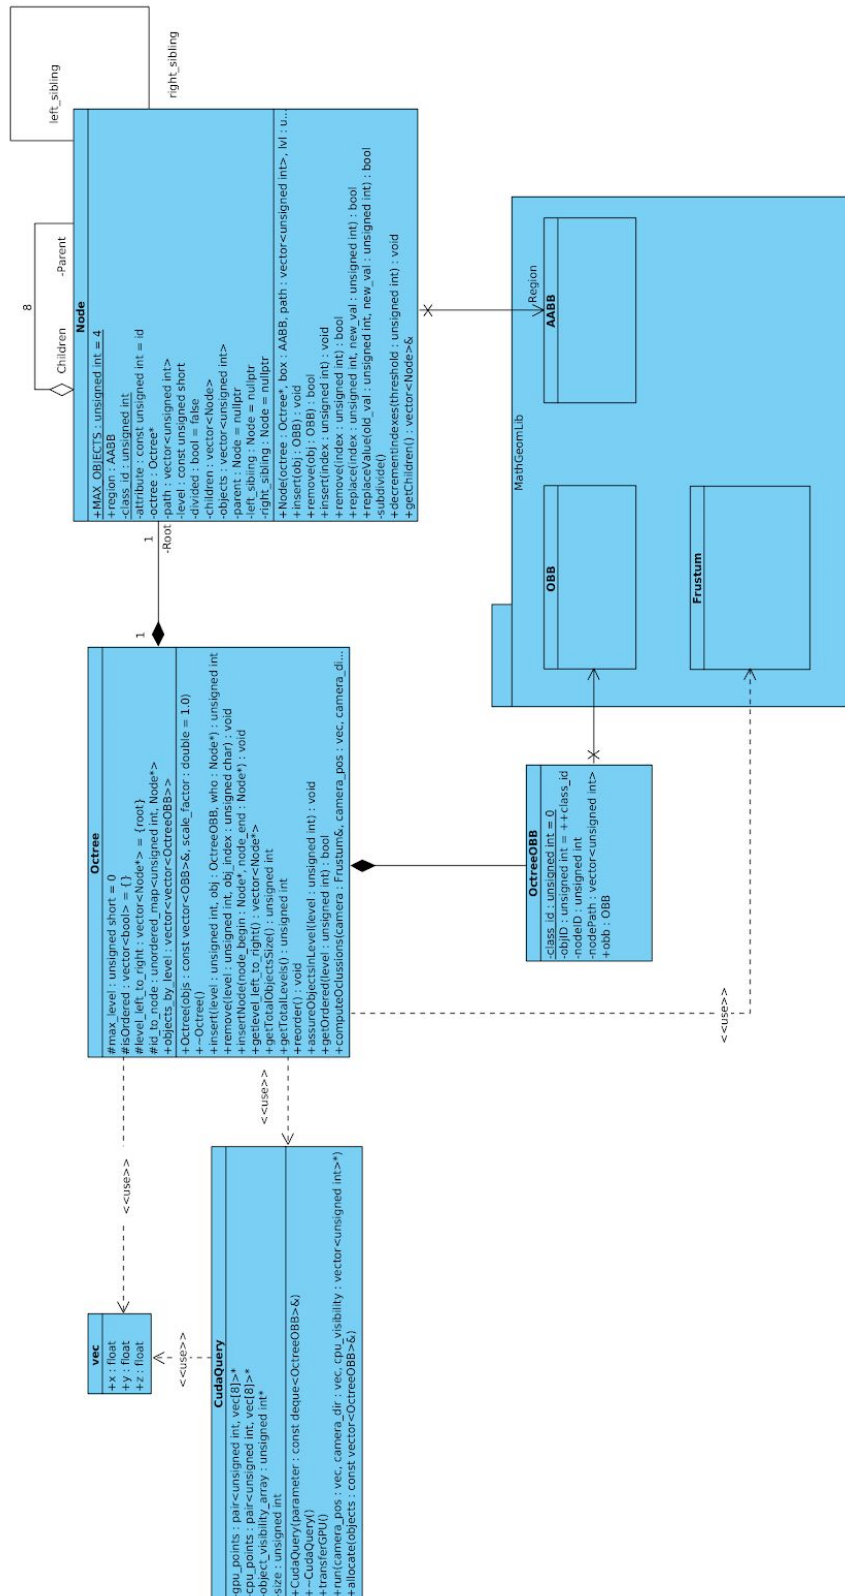 left_sibling
right_sibling
8
Children
-Parent
Node
+MAX_OBJECTS : unsigned int = 4
+region : AABB
-class_id : unsigned int
-attribute : const unsigned int = id
-octree : Octree*
-path : vector<unsigned int>
-level : const unsigned short
-divided : bool = false
-children : vector<Node>
-objects : vector<unsigned int>
-parent : Node = nullptr
-left_sibling : Node = nullptr
-right_sibling : Node = nullptr
+Node(octree : Octree*, box : AABB, path : vector<unsigned int>, lvl : u...
+insert(obj : OBB) : void
+remove(obj : OBB) : bool
+insert(index : unsigned int) : void
+remove(index : unsigned int) : bool
+replace(index : unsigned int, new_val : unsigned int) : bool
+replaceValue(old_val : unsigned int, new_val : unsigned int) : bool
-subdivide()
+decrementIndexes(threshold : unsigned int) : void
+getChildren() : vector<Node>&
1
-Root
1
Region
MathGeomLib
AABB
OBB
Frustum
Octree
#max_level : unsigned short = 0
#isOrdered : vector<bool> = {}
#level_left_to_right : vector<Node*> = {root}
#id_to_node : unordered_map<unsigned int, Node*>
+objects_by_level : vector<vector<OctreeOBB>>
+Octree(objs : const vector<OBB>&, scale_factor : double = 1.0)
+~Octree()
+insert(level : unsigned int, obj : OctreeOBB, who : Node*) : unsigned int
+remove(level : unsigned int, obj_index : unsigned char) : void
+insertNode(node_begin : Node*, node_end : Node*) : void
+getlevel_left_to_right() : vector<Node*>
+getTotalObjectsSize() : unsigned int
+getTotalLevels() : unsigned int
+reorder() : void
+assureObjectsInLevel(level : unsigned int) : void
+getOrdered(level : unsigned int) : bool
+computeOclussions(camera : Frustum&, camera_pos : vec, camera_di...
OctreeOBB
-class_id : unsigned int = 0
-objID : unsigned int = ++class_id
-nodeID : unsigned int
-nodePath : vector<unsigned int>
+obb : OBB
<<use>>
<<use>>
<<use>>
<<use>>
vec
+x : float
+y : float
+z : float
CudaQuery
-gpu_points : pair<unsigned int, vec[8]>*
-cpu_points : pair<unsigned int, vec[8]>*
-object_visibility_array : unsigned int*
-size : unsigned int
+CudaQuery(parameter : const deque<OctreeOBB>&)
+~CudaQuery()
+transferGPU()
+run(camera_pos : vec, camera_dir : vec, cpu_visibility : vector<unsigned int>*)
+allocate(objects : const vector<OctreeOBB>&)